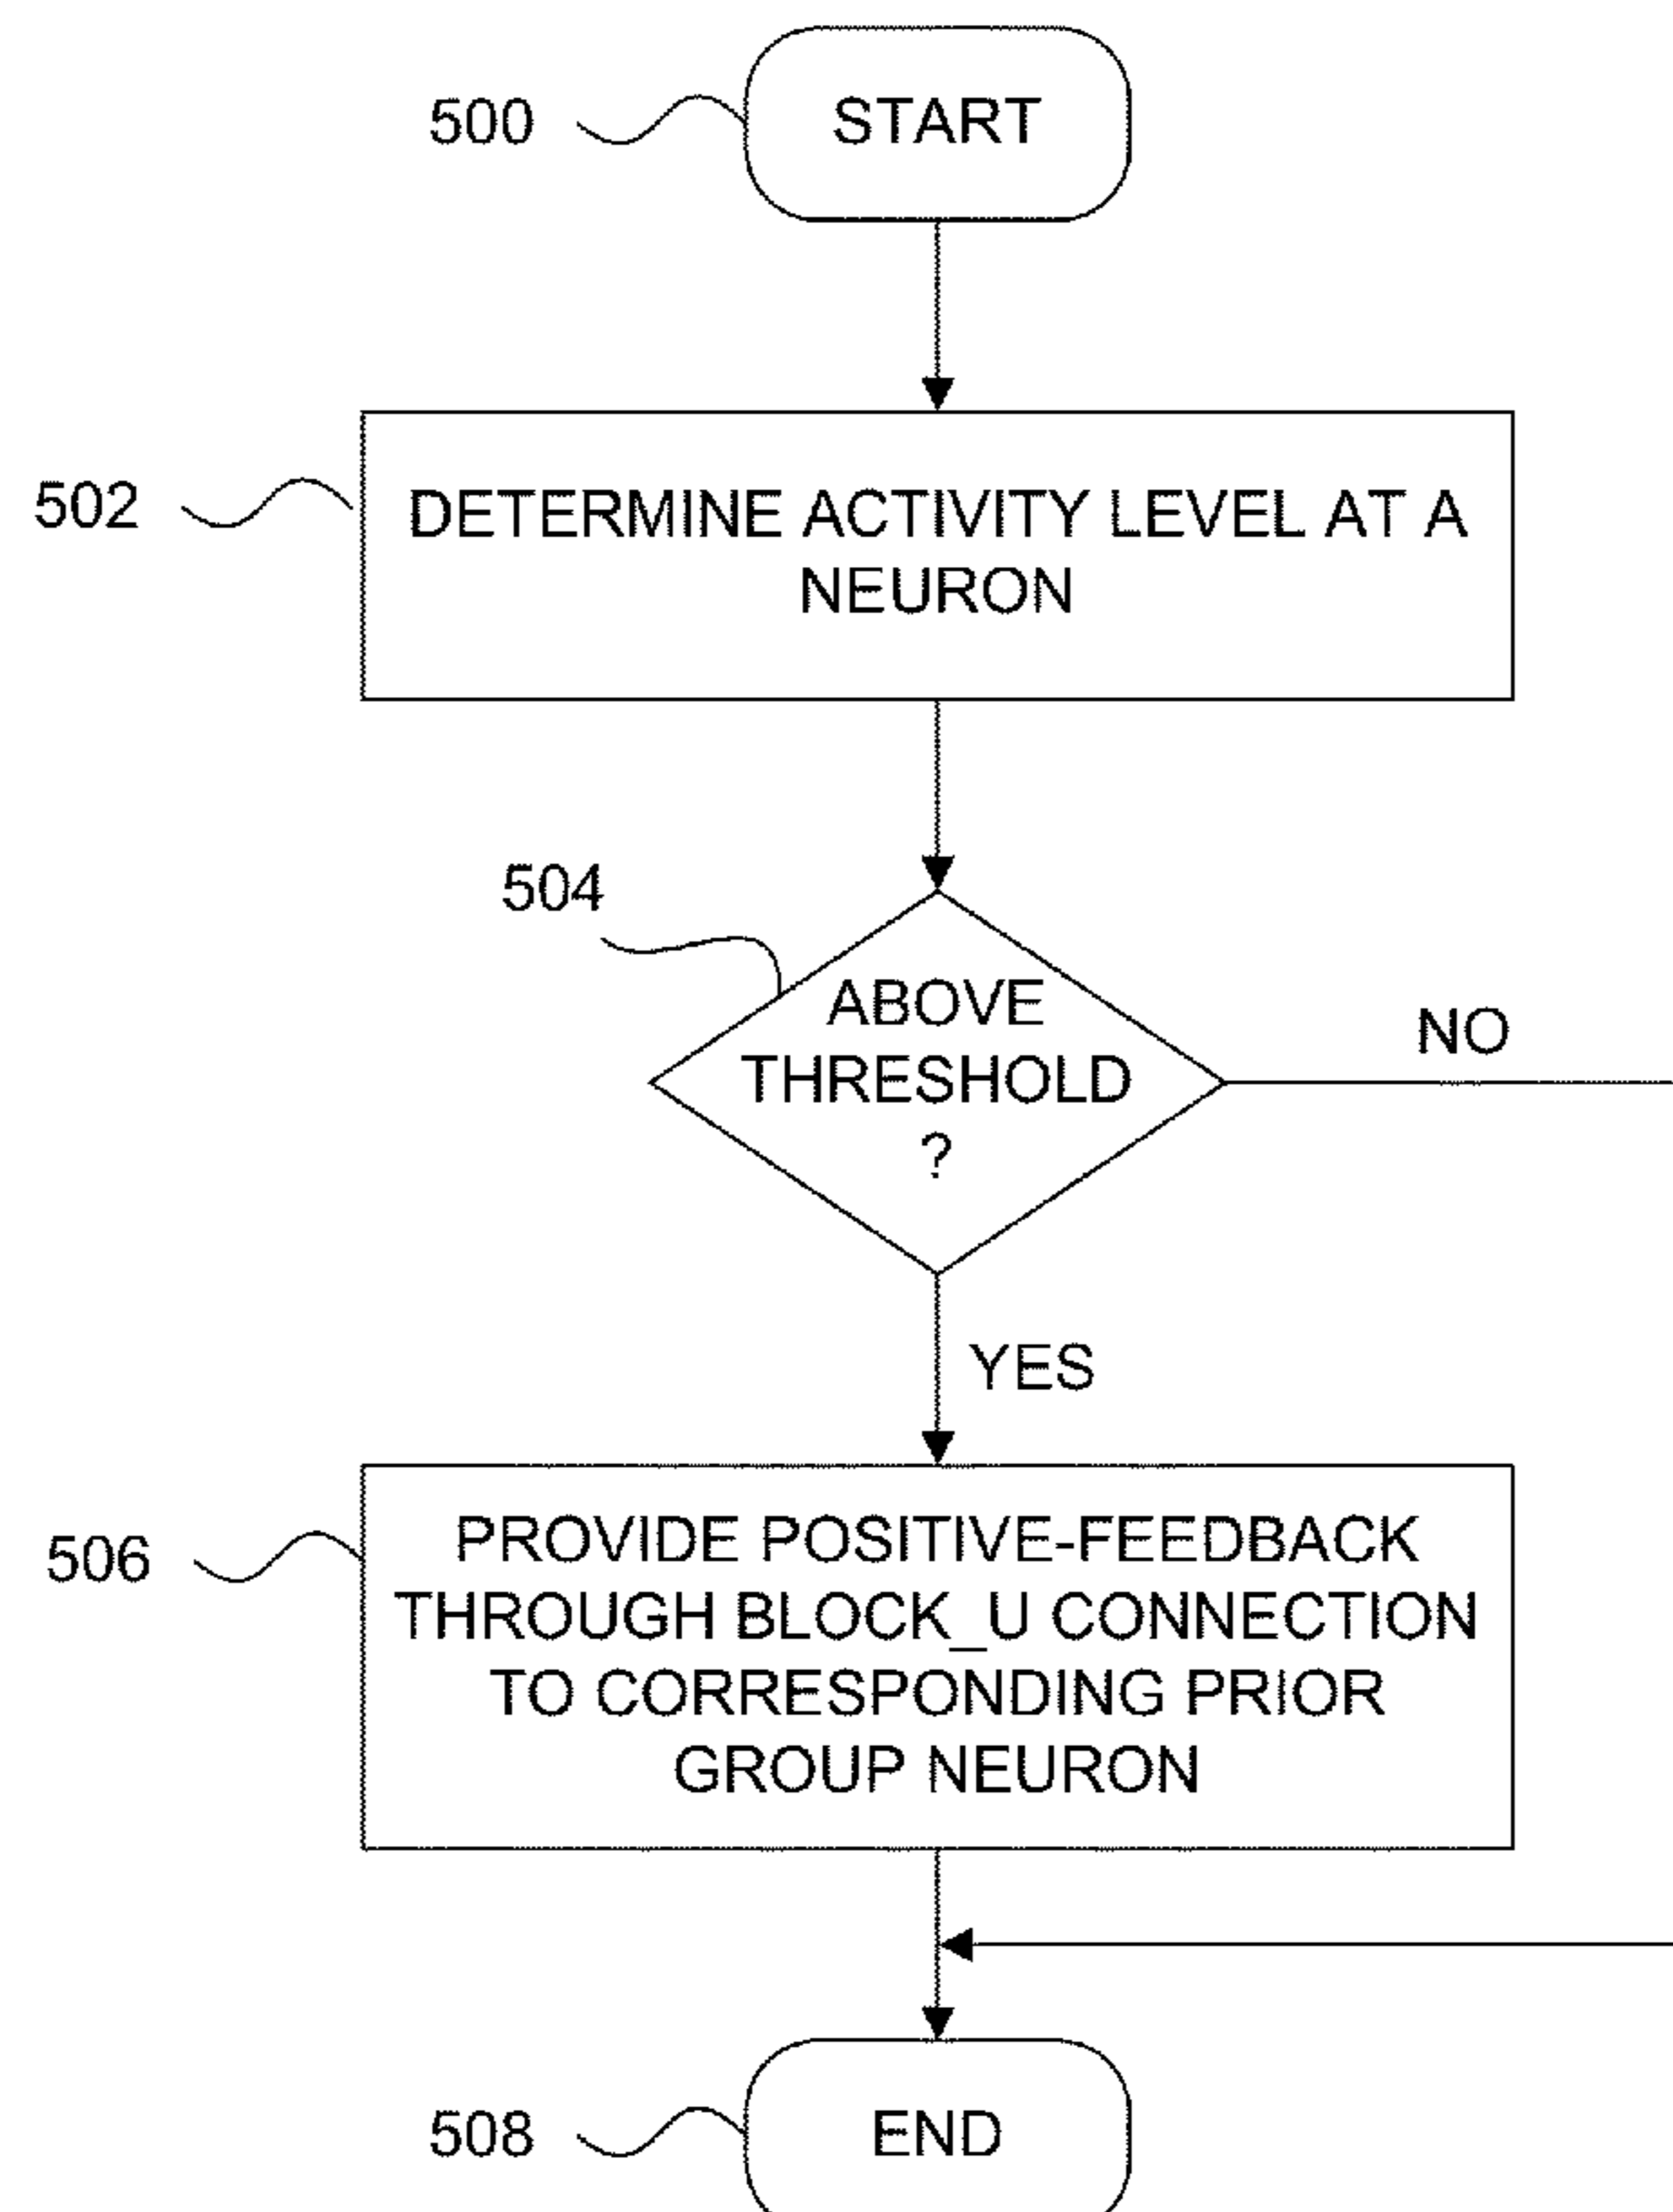 500
START
502
DETERMINE ACTIVITY LEVEL AT A
NEURON
504
ABOVE
THRESHOLD
?
NO
YES
506
PROVIDE POSITIVE-FEEDBACK
THROUGH BLOCK_U CONNECTION
TO CORRESPONDING PRIOR
GROUP NEURON
508
END